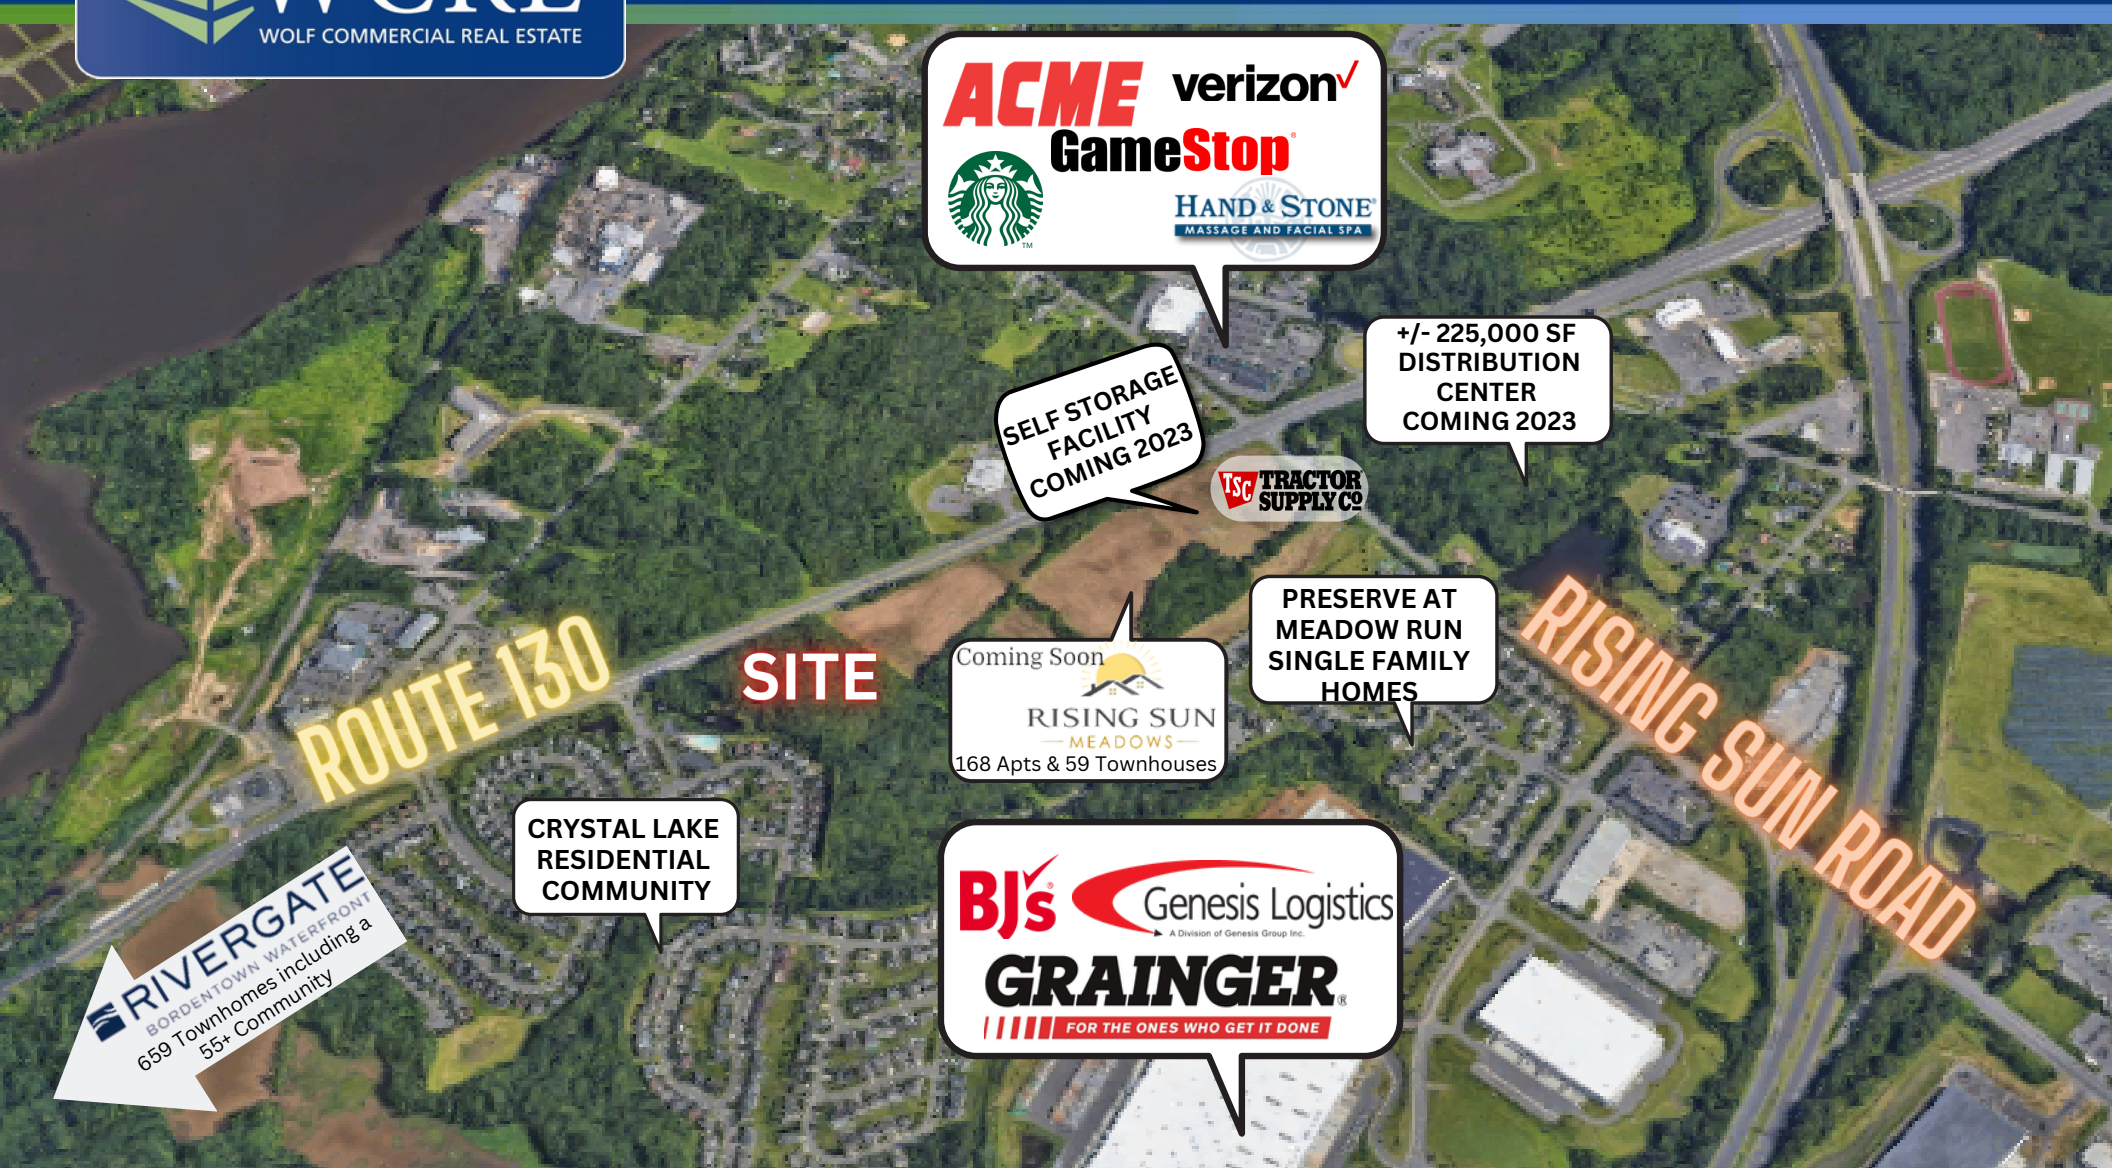 WCRE
WOLF COMMERCIAL REAL ESTATE
ACME
verizon
GameStop
HAND & STONE
MASSAGE AND FACIAL SPA
TM
SELF STORAGE
FACILITY
COMING 2023
+/- 225,000 SF
DISTRIBUTION
CENTER
COMING 2023
TSC TRACTOR
SUPPLY CO
ROUTE 130
SITE
Coming Soon
RISING SUN
MEADOWS
168 Apts & 59 Townhouses
PRESERVE AT
MEADOW RUN
SINGLE FAMILY
HOMES
RISING SUN ROAD
CRYSTAL LAKE
RESIDENTIAL
COMMUNITY
RIVERGATE
BORDENTOWN WATERFRONT
659 Townhomes including a
55+ Community
BJ's
Genesis Logistics
A Division of Genesis Group Inc.
GRAINGER®
FOR THE ONES WHO GET IT DONE